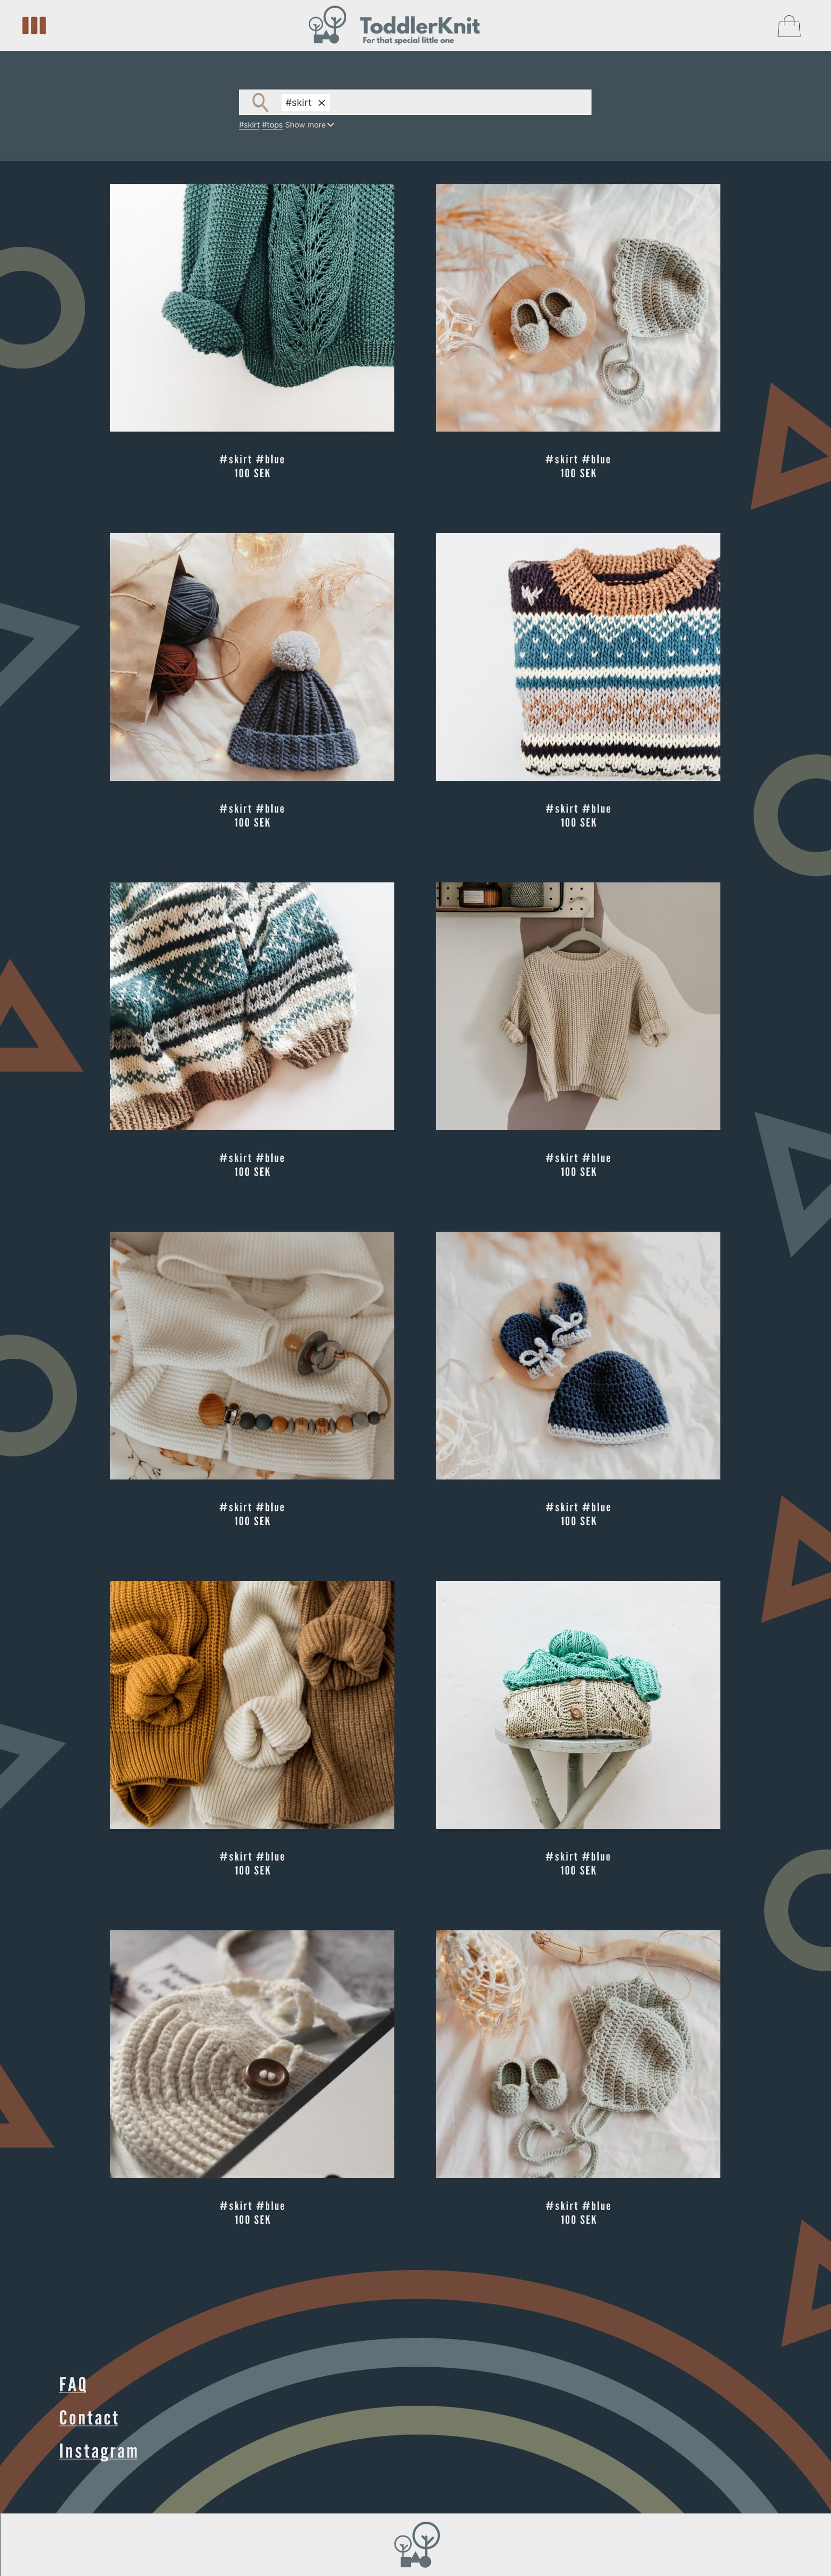 ToddlerKnit
For that special little one
#skirt ×
#skirt #tops Show more
#skirt #blue
100 SEK
#skirt #blue
100 SEK
#skirt #blue
100 SEK
#skirt #blue
100 SEK
#skirt #blue
100 SEK
#skirt #blue
100 SEK
#skirt #blue
100 SEK
#skirt #blue
100 SEK
#skirt #blue
100 SEK
#skirt #blue
100 SEK
#skirt #blue
100 SEK
#skirt #blue
100 SEK
FAQ
Contact
Instagram